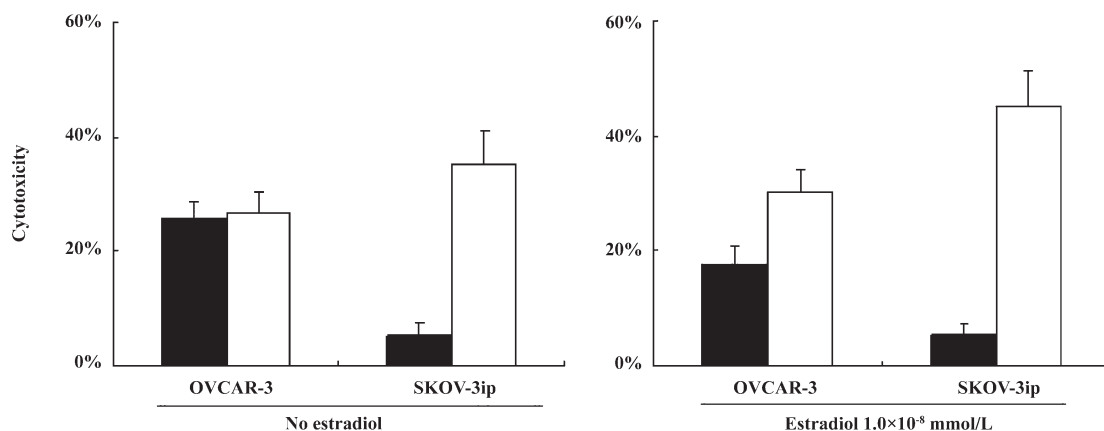 Cytotoxicity
60%
40%
20%
0%
OVCAR-3
SKOV-3ip
No estradiol
60%
40%
20%
0%
OVCAR-3
SKOV-3ip
Estradiol 1.0×10⁻⁸ mmol/L